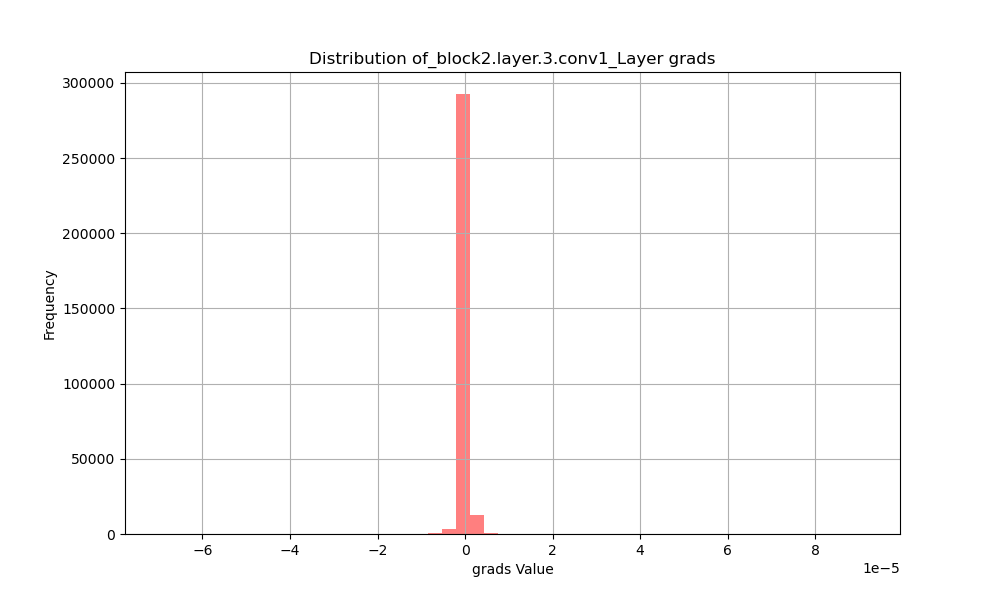 Distribution of_block2.layer.3.conv1_Layer grads
300000
250000
200000
150000
100000
50000
0
Frequency
−6 −4 −2 0 2 4 6 8
1e−5
grads Value